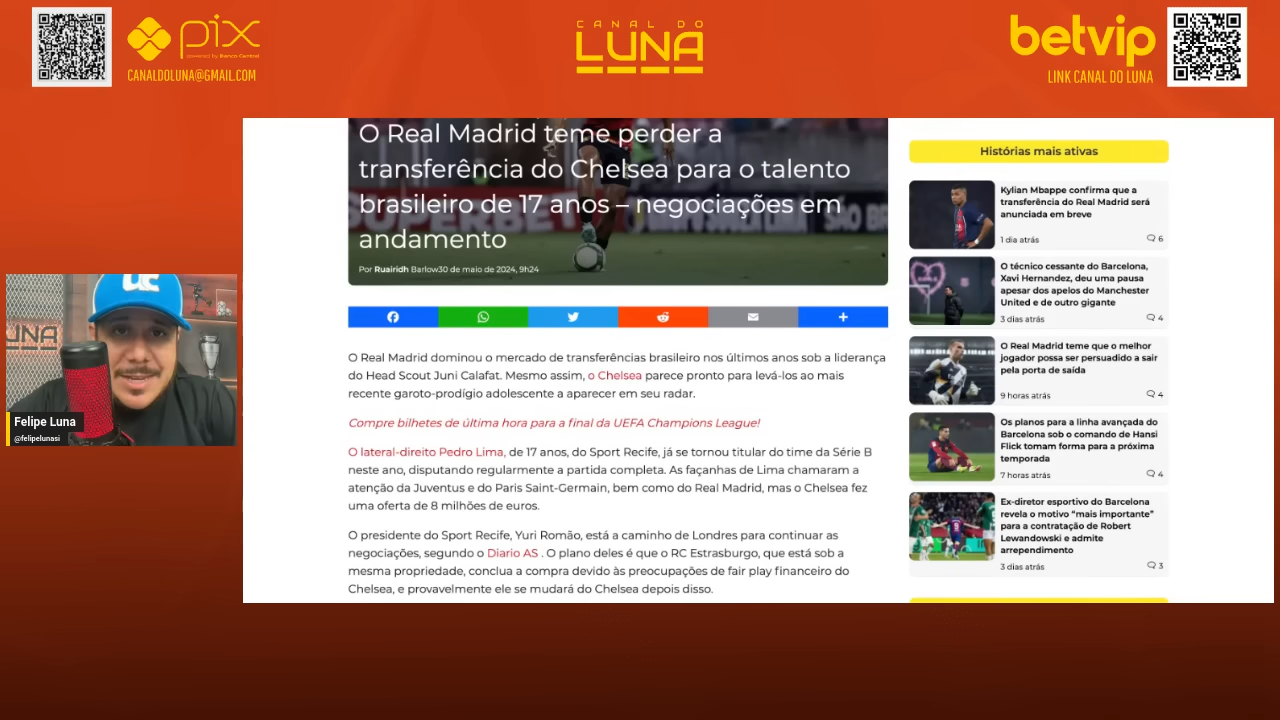 pix
powered by Banco Central
CANALDOLUNA@GMAIL.COM
CANAL DO
LUNA
betvip
LINK CANAL DO LUNA
O Real Madrid teme perder a
transferência do Chelsea para o talento
brasileiro de 17 anos – negociações em
andamento
Por Ruairidh Barlow30 de maio de 2024, 9h24
O Real Madrid dominou o mercado de transferências brasileiro nos últimos anos sob a liderança
do Head Scout Juni Calafat. Mesmo assim, o Chelsea parece pronto para levá-los ao mais
recente garoto-prodígio adolescente a aparecer em seu radar.
Compre bilhetes de última hora para a final da UEFA Champions League!
O lateral-direito Pedro Lima, de 17 anos, do Sport Recife, já se tornou titular do time da Série B
neste ano, disputando regularmente a partida completa. As façanhas de Lima chamaram a
atenção da Juventus e do Paris Saint-Germain, bem como do Real Madrid, mas o Chelsea fez
uma oferta de 8 milhões de euros.
O presidente do Sport Recife, Yuri Romão, está a caminho de Londres para continuar as
negociações, segundo o Diario AS . O plano deles é que o RC Estrasburgo, que está sob a
mesma propriedade, conclua a compra devido às preocupações de fair play financeiro do
Chelsea, e provavelmente ele se mudará do Chelsea depois disso.
Histórias mais ativas
Kylian Mbappe confirma que a
transferência do Real Madrid será
anunciada em breve
1 dia atrás 6
O técnico cessante do Barcelona,
Xavi Hernandez, deu uma pausa
apesar dos apelos do Manchester
United e de outro gigante
3 dias atrás 4
O Real Madrid teme que o melhor
jogador possa ser persuadido a sair
pela porta de saída
9 horas atrás 4
Os planos para a linha avançada do
Barcelona sob o comando de Hansi
Flick tomam forma para a próxima
temporada
7 horas atrás 4
Ex-diretor esportivo do Barcelona
revela o motivo “mais importante”
para a contratação de Robert
Lewandowski e admite
arrependimento
3 dias atrás 3
UC
LUNA
Felipe Luna
@felipelunasi